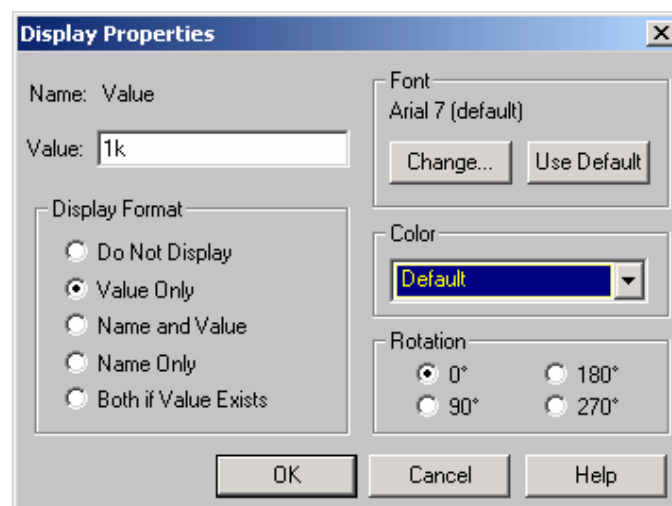 Display Properties
Name: Value
Value: 1k
Display Format
Do Not Display
Value Only
Name and Value
Name Only
Both if Value Exists
Font
Arial 7 (default)
Change... Use Default
Color
Default
Rotation
0° 180°
90° 270°
OK Cancel Help